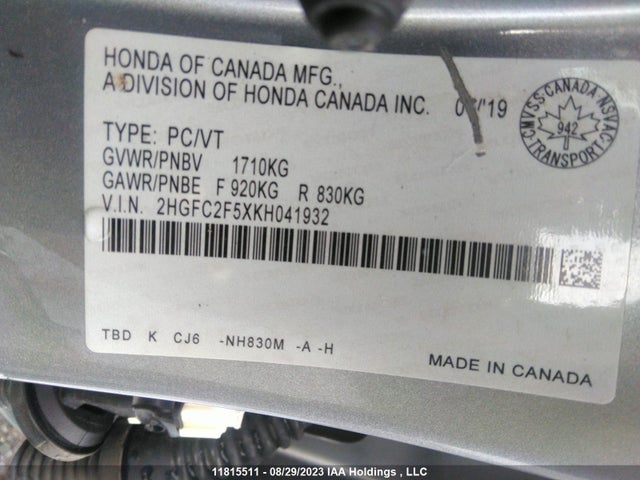 HONDA OF CANADA MFG.,
A DIVISION OF HONDA CANADA INC. /'19
TYPE: PC/VT
GVWR/PNBV 1710KG
GAWR/PNBE F 920KG R 830KG
V.I.N. 2HGFC2F5XKH041932
CMVSS-CANADA-NSVAC
942
TRANSPORT
TBD K CJ6 -NH830M -A -H
MADE IN CANADA
11815511 - 08/29/2023 IAA Holdings , LLC